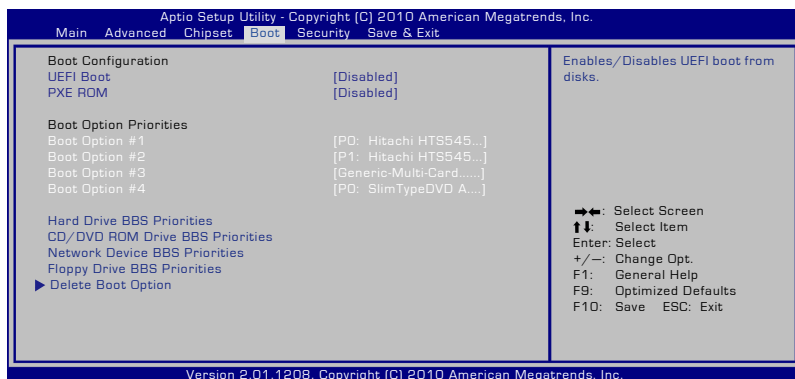 Aptio Setup Utility - Copyright (C) 2010 American Megatrends, Inc.
Main Advanced Chipset Boot Security Save & Exit
Boot Configuration
UEFI Boot [Disabled]
PXE ROM [Disabled]
Boot Option Priorities
Boot Option #1 [P0: Hitachi HTS545...]
Boot Option #2 [P1: Hitachi HTS545...]
Boot Option #3 [Generic-Multi-Card......]
Boot Option #4 [P0: SlimTypeDVD A....]
Hard Drive BBS Priorities
CD/DVD ROM Drive BBS Priorities
Network Device BBS Priorities
Floppy Drive BBS Priorities
Delete Boot Option
Enables/Disables UEFI boot from
disks.
→←: Select Screen
↑↓: Select Item
Enter: Select
+/—: Change Opt.
F1: General Help
F9: Optimized Defaults
F10: Save ESC: Exit
Version 2.01.1208. Copyright (C) 2010 American Megatrends, Inc.